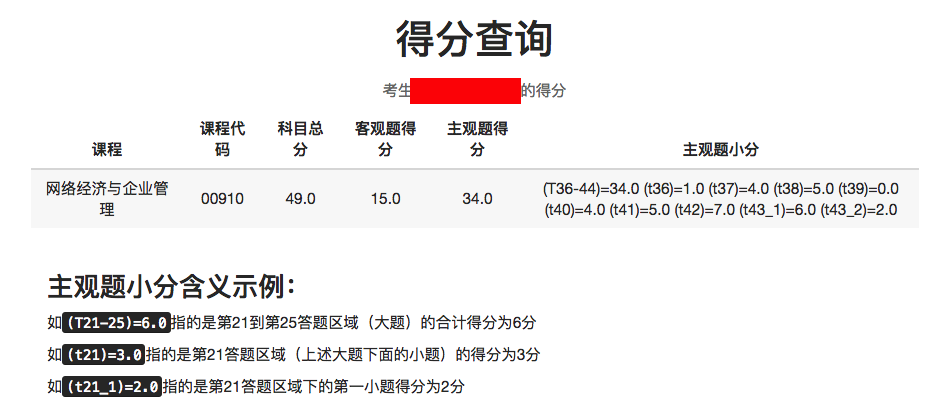 得分查询
考生 的得分
课程 课程代码 科目总分 客观题得分 主观题得分 主观题小分
网络经济与企业管理 00910 49.0 15.0 34.0 (T36-44)=34.0 (t36)=1.0 (t37)=4.0 (t38)=5.0 (t39)=0.0
(t40)=4.0 (t41)=5.0 (t42)=7.0 (t43_1)=6.0 (t43_2)=2.0
主观题小分含义示例：
如(T21-25)=6.0指的是第21到第25答题区域（大题）的合计得分为6分
如(t21)=3.0指的是第21答题区域（上述大题下面的小题）的得分为3分
如(t21_1)=2.0指的是第21答题区域下的第一小题得分为2分